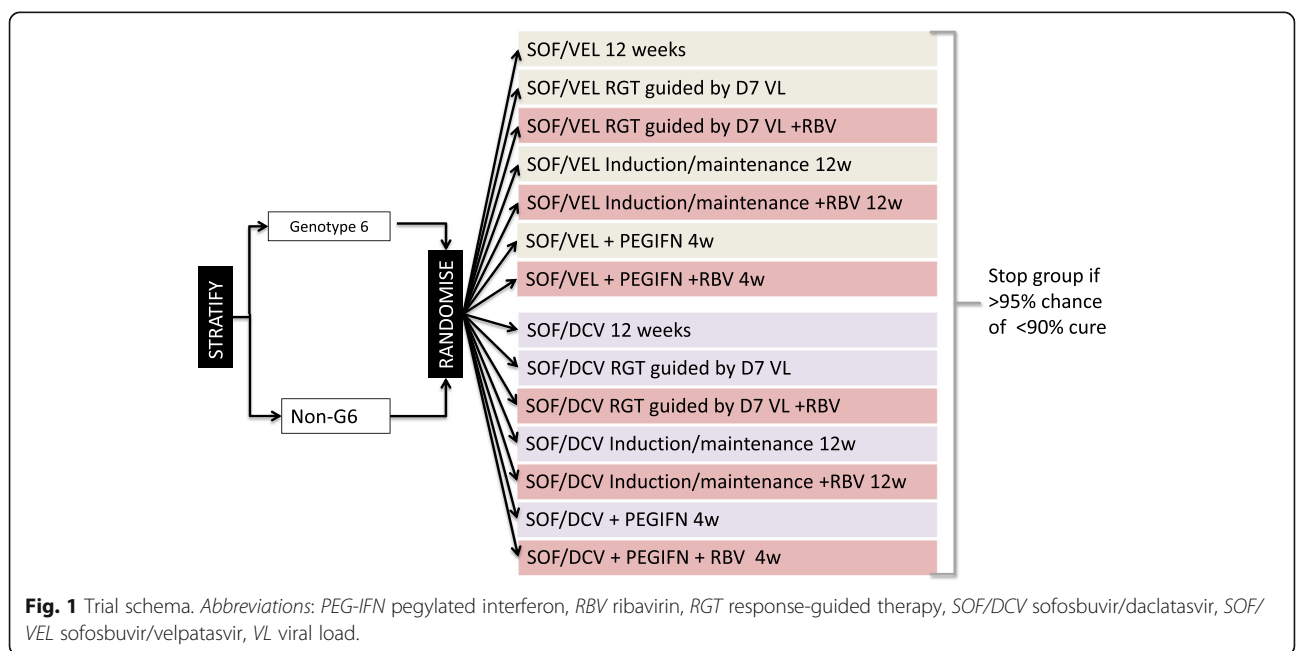 STRATIFY
Genotype 6
Non-G6
RANDOMISE
SOF/VEL 12 weeks
SOF/VEL RGT guided by D7 VL
SOF/VEL RGT guided by D7 VL +RBV
SOF/VEL Induction/maintenance 12w
SOF/VEL Induction/maintenance +RBV 12w
SOF/VEL + PEGIFN 4w
SOF/VEL + PEGIFN +RBV 4w
SOF/DCV 12 weeks
SOF/DCV RGT guided by D7 VL
SOF/DCV RGT guided by D7 VL +RBV
SOF/DCV Induction/maintenance 12w
SOF/DCV Induction/maintenance +RBV 12w
SOF/DCV + PEGIFN 4w
SOF/DCV + PEGIFN + RBV 4w
Stop group if
>95% chance
of <90% cure
Fig. 1 Trial schema. Abbreviations: PEG-IFN pegylated interferon, RBV ribavirin, RGT response-guided therapy, SOF/DCV sofosbuvir/daclatasvir, SOF/
VEL sofosbuvir/velpatasvir, VL viral load.